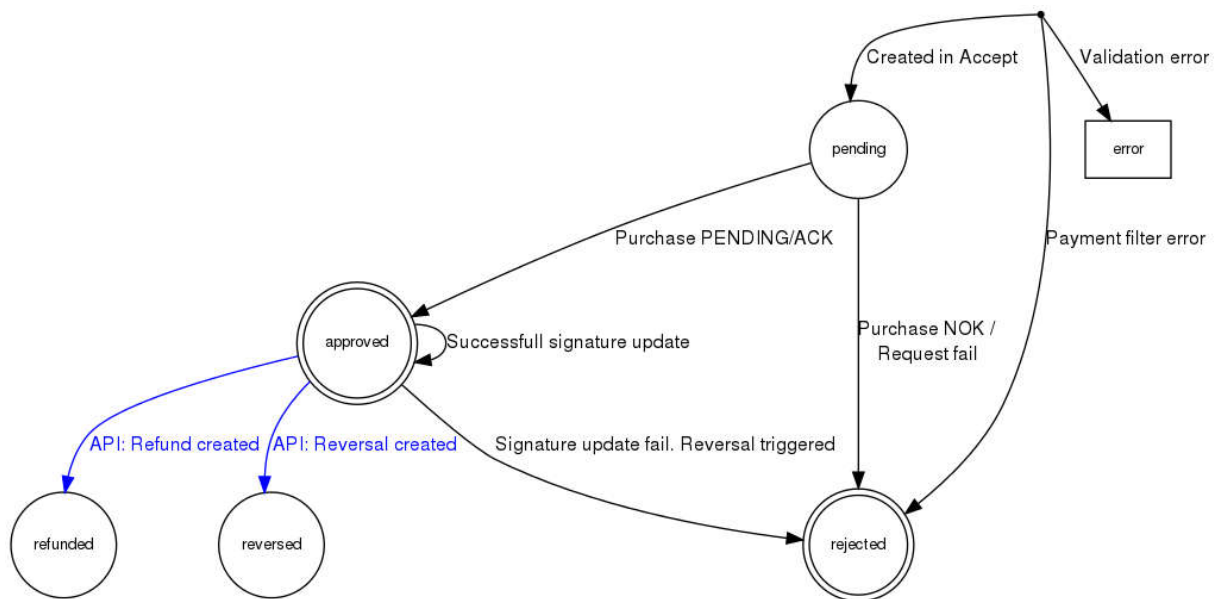 Created in Accept
Validation error
pending
error
Purchase PENDING/ACK
Payment filter error
approved
Successfull signature update
Purchase NOK /
Request fail
API: Refund created
API: Reversal created
Signature update fail. Reversal triggered
refunded
reversed
rejected